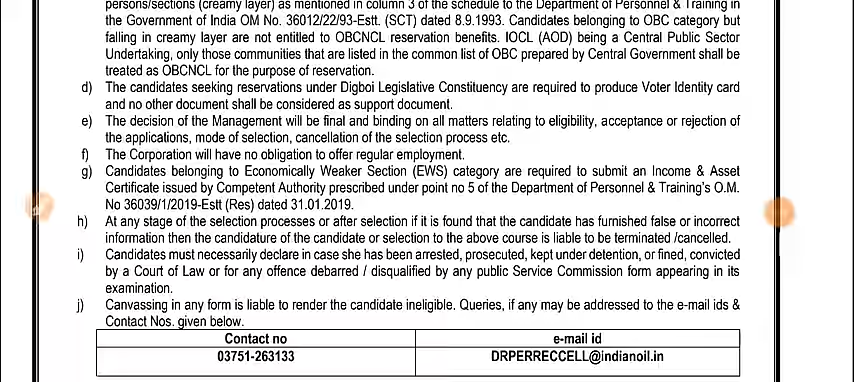 persons/sections (creamy layer) as mentioned in column 3 of the schedule to the Department of Personnel & Training in
the Government of India OM No. 36012/22/93-Estt. (SCT) dated 8.9.1993. Candidates belonging to OBC category but
falling in creamy layer are not entitled to OBCNCL reservation benefits. IOCL (AOD) being a Central Public Sector
Undertaking, only those communities that are listed in the common list of OBC prepared by Central Government shall be
treated as OBCNCL for the purpose of reservation.
d) The candidates seeking reservations under Digboi Legislative Constituency are required to produce Voter Identity card
and no other document shall be considered as support document.
e) The decision of the Management will be final and binding on all matters relating to eligibility, acceptance or rejection of
the applications, mode of selection, cancellation of the selection process etc.
f) The Corporation will have no obligation to offer regular employment.
g) Candidates belonging to Economically Weaker Section (EWS) category are required to submit an Income & Asset
Certificate issued by Competent Authority prescribed under point no 5 of the Department of Personnel & Training's O.M.
No 36039/1/2019-Estt (Res) dated 31.01.2019.
h) At any stage of the selection processes or after selection if it is found that the candidate has furnished false or incorrect
information then the candidature of the candidate or selection to the above course is liable to be terminated /cancelled.
i) Candidates must necessarily declare in case she has been arrested, prosecuted, kept under detention, or fined, convicted
by a Court of Law or for any offence debarred / disqualified by any public Service Commission form appearing in its
examination.
j) Canvassing in any form is liable to render the candidate ineligible. Queries, if any may be addressed to the e-mail ids &
Contact Nos. given below.
Contact no e-mail id
03751-263133 DRPERRECCELL@indianoil.in